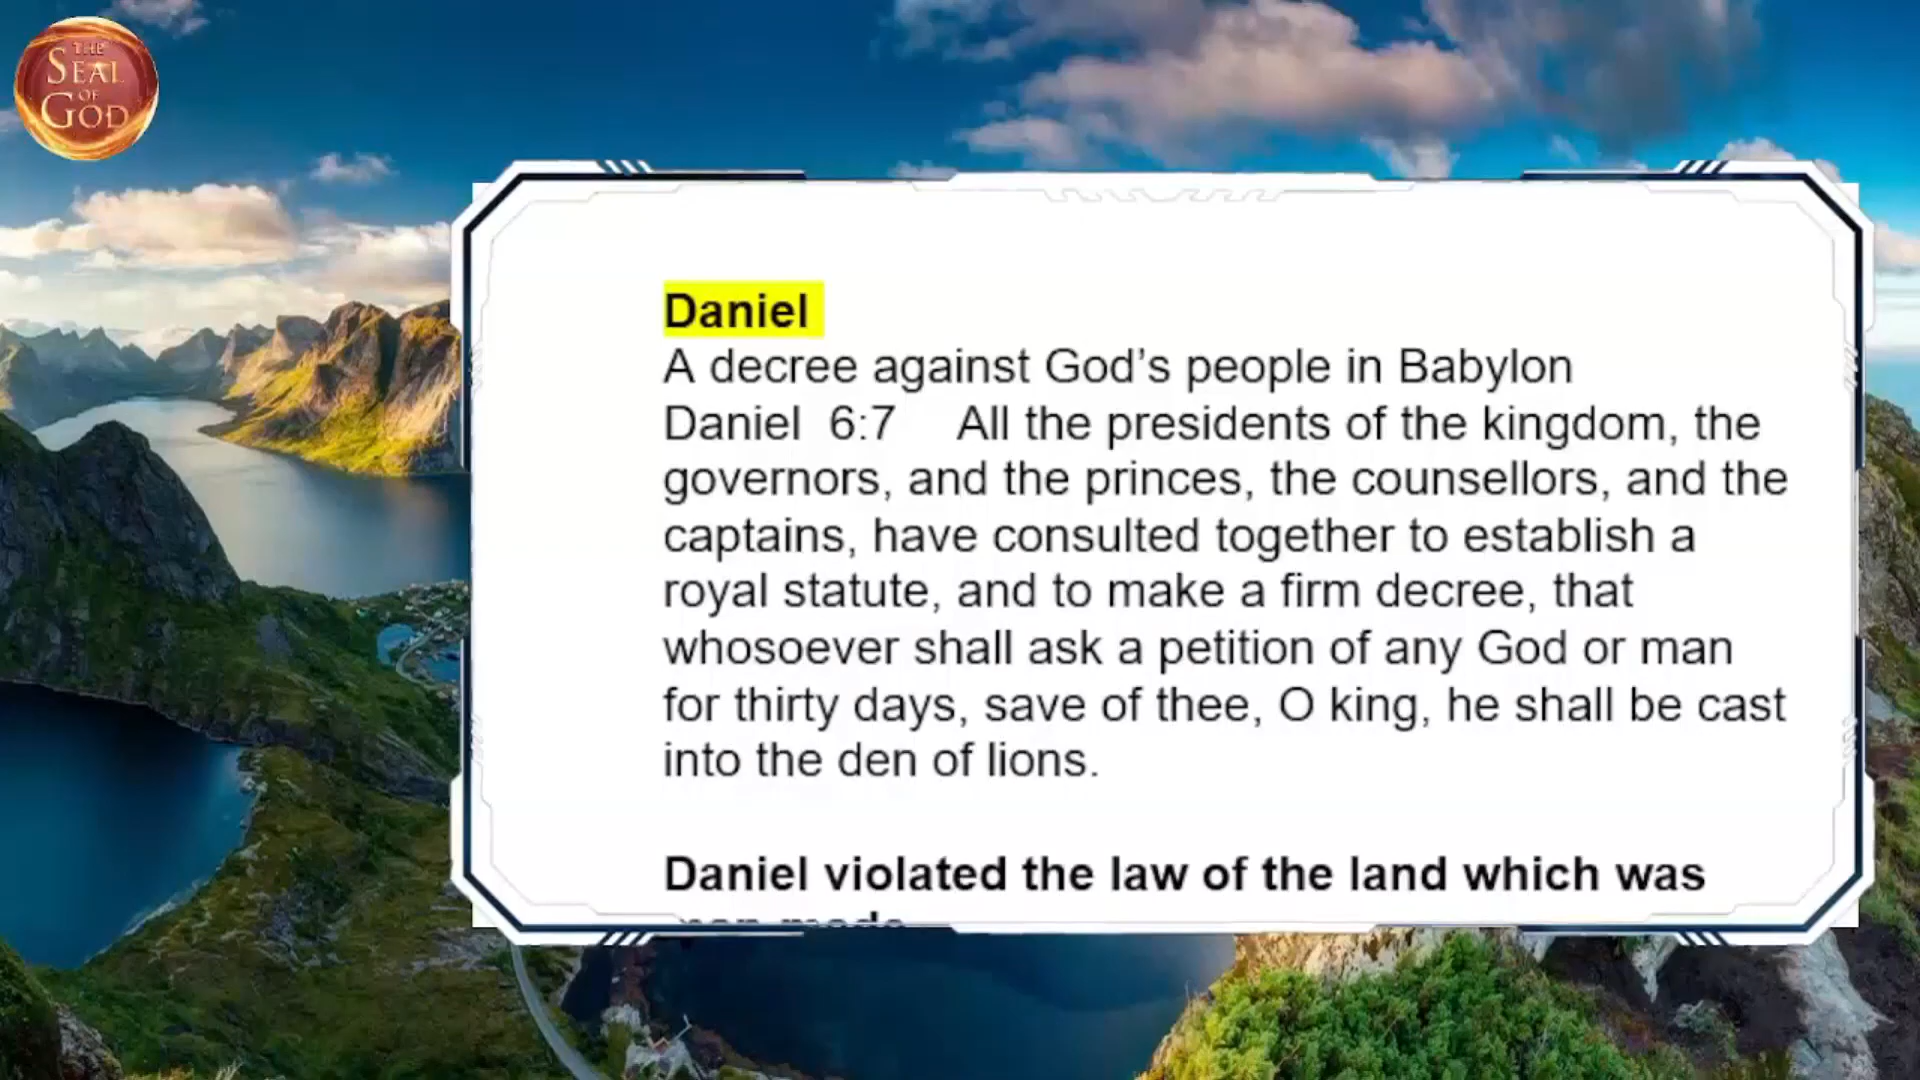 THE
SEAL
OF
GOD
Daniel
A decree against God’s people in Babylon
Daniel 6:7 All the presidents of the kingdom, the
governors, and the princes, the counsellors, and the
captains, have consulted together to establish a
royal statute, and to make a firm decree, that
whosoever shall ask a petition of any God or man
for thirty days, save of thee, O king, he shall be cast
into the den of lions.
Daniel violated the law of the land which was